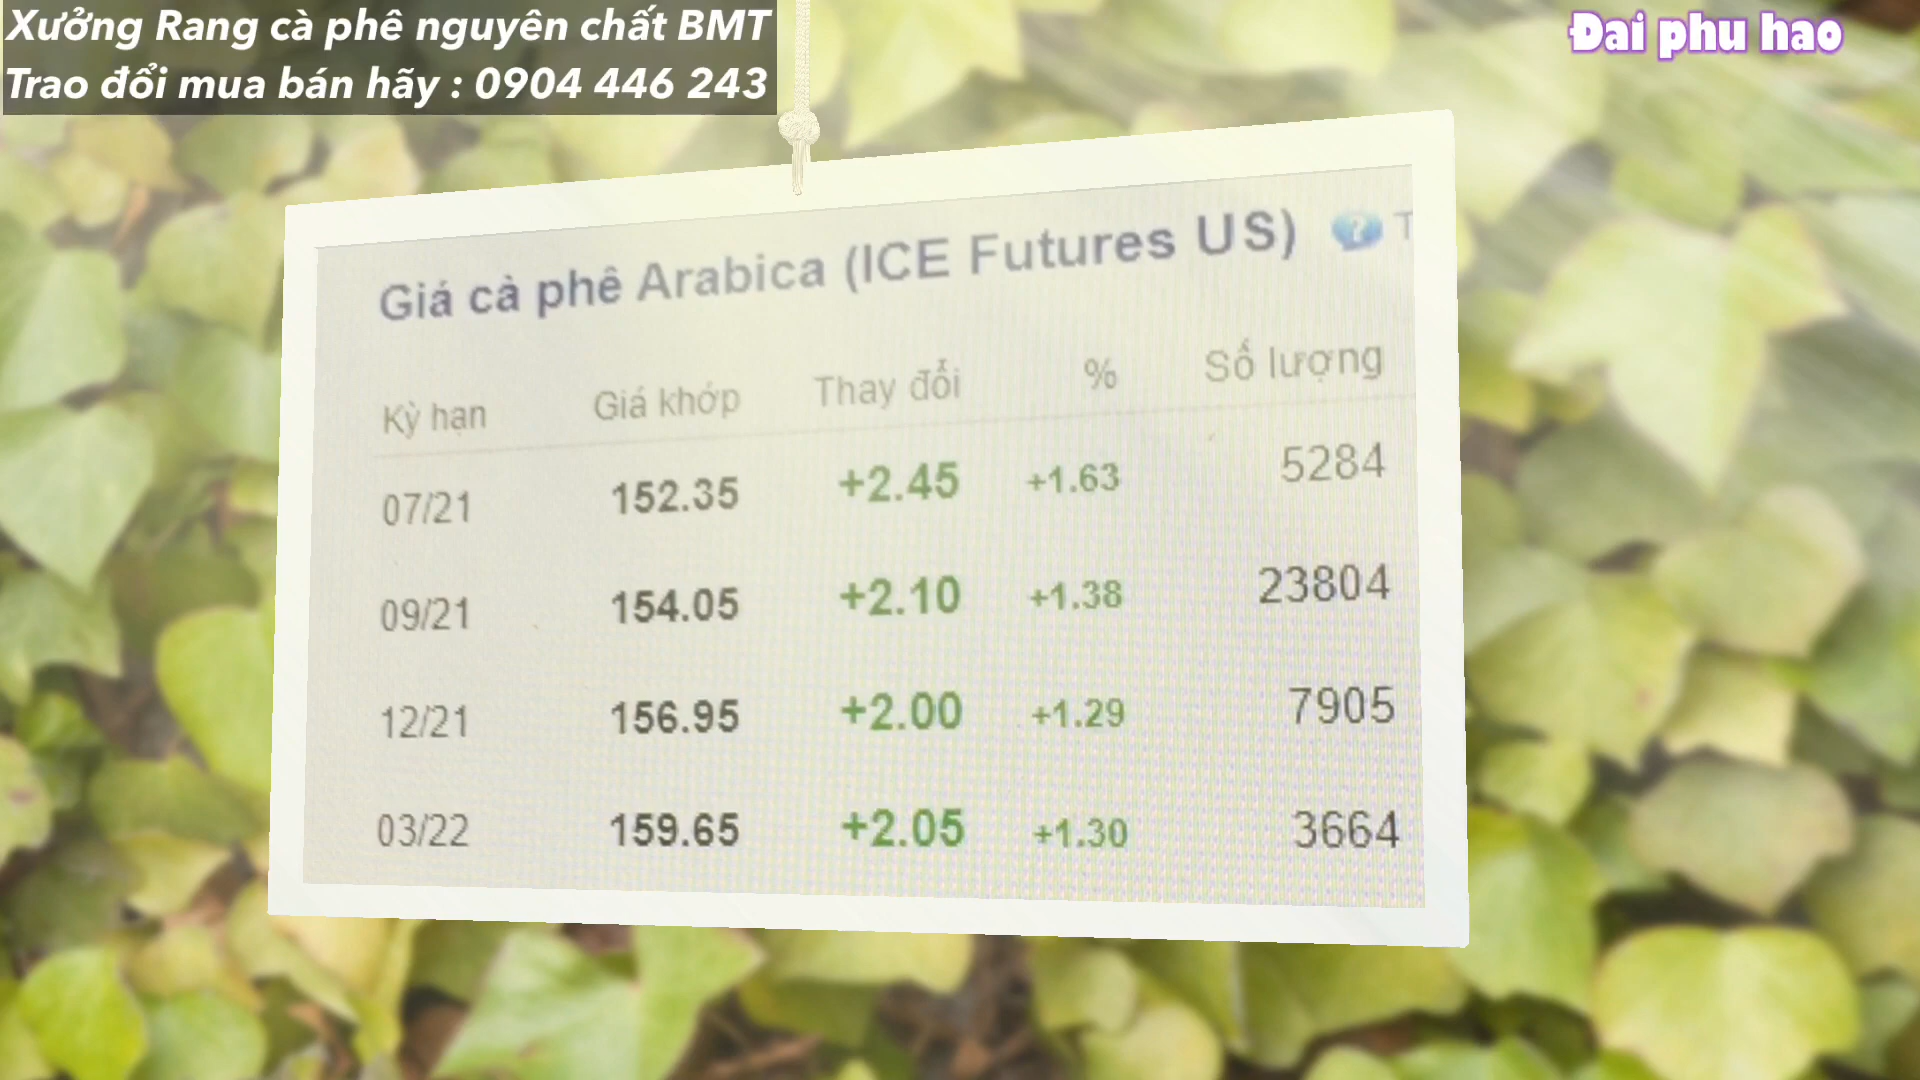 Xưởng Rang cà phê nguyên chất BMT
Trao đổi mua bán hãy : 0904 446 243
Đai phu hao
Giá cà phê Arabica (ICE Futures US) T
Kỳ hạn Giá khớp Thay đổi % Số lượng
07/21 152.35 +2.45 +1.63 5284
09/21 154.05 +2.10 +1.38 23804
12/21 156.95 +2.00 +1.29 7905
03/22 159.65 +2.05 +1.30 3664